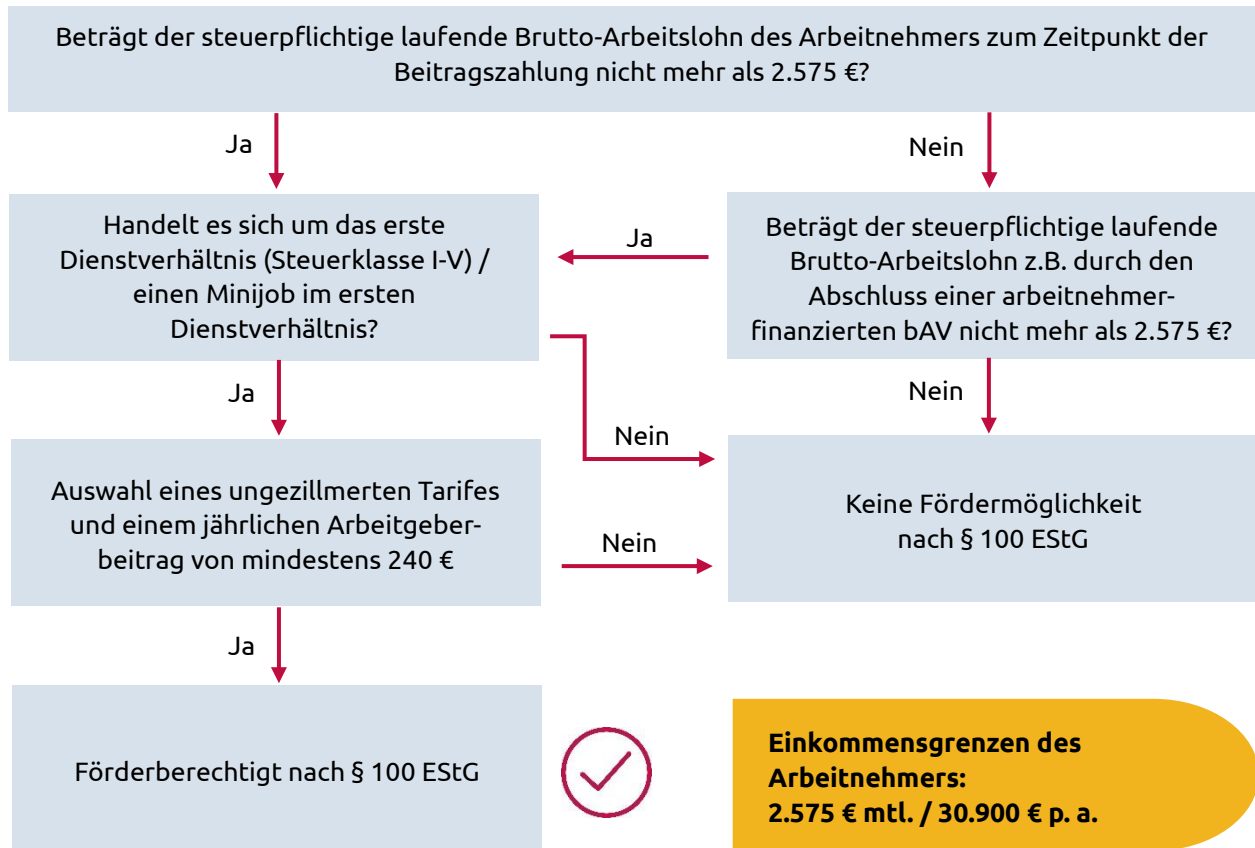 Beträgt der steuerpflichtige laufende Brutto-Arbeitslohn des Arbeitnehmers zum Zeitpunkt der
Beitragszahlung nicht mehr als 2.575 €?
Ja
Nein
Handelt es sich um das erste
Dienstverhältnis (Steuerklasse I-V) /
einen Minijob im ersten
Dienstverhältnis?
Ja
Beträgt der steuerpflichtige laufende
Brutto-Arbeitslohn z.B. durch den
Abschluss einer arbeitnehmer-
finanzierten bAV nicht mehr als 2.575 €?
Ja
Nein
Nein
Auswahl eines ungezillmerten Tarifes
und einem jährlichen Arbeitgeber-
beitrag von mindestens 240 €
Nein
Keine Fördermöglichkeit
nach § 100 EStG
Ja
Förderberechtigt nach § 100 EStG
Einkommensgrenzen des
Arbeitnehmers:
2.575 € mtl. / 30.900 € p. a.